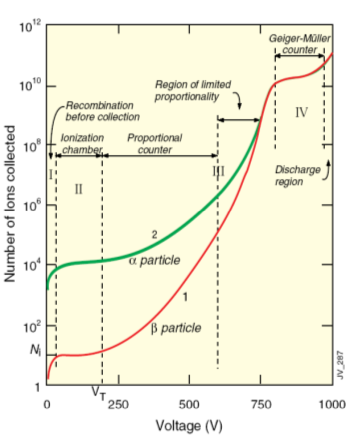 10¹²
10¹⁰
10⁸
10⁶
10⁴
10²
Nᵢ
1
Number of Ions collected
Geiger-Müller
counter
Region of limited
proportionality
Recombination
before collection
Ionization
chamber
Proportional
counter
I
II
III
IV
Discharge
region
2
α particle
1
β particle
JV_287
0
V_T
250
500
750
1000
Voltage (V)